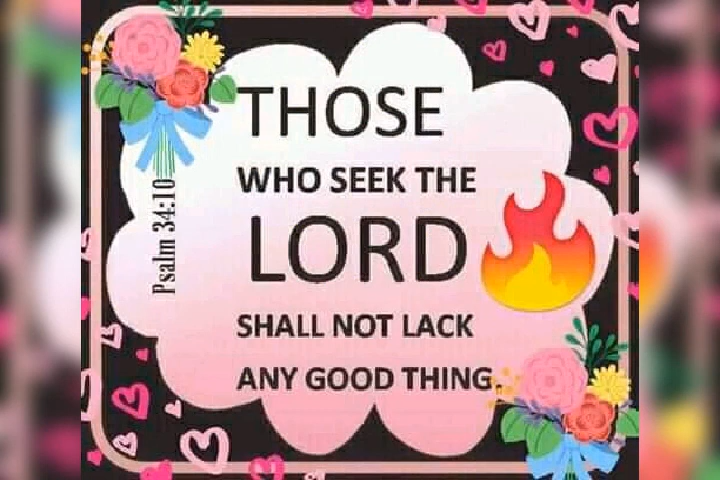 THOSE
WHO SEEK THE
LORD
SHALL NOT LACK
ANY GOOD THING.
Psalm 34:10